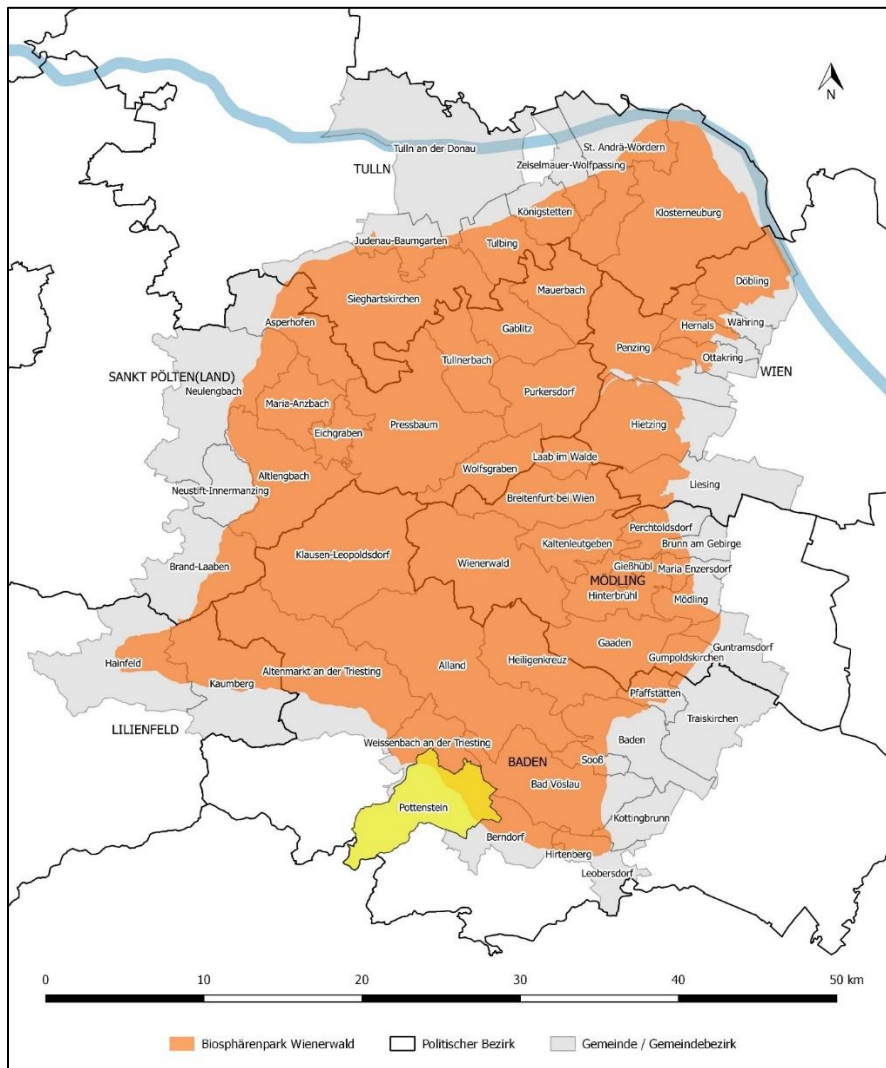 N
Tulln an der Donau
St. Andrä-Wördern
TULLN
Zeiselmauer-Wolfpassing
Königstetten
Klosterneuburg
Judenau-Baumgarten
Tulbing
Döbling
Mauerbach
Sieghartskirchen
Asperhofen
Gablitz
Hernals
Währing
Penzing
Ottakring
Tullnerbach
WIEN
SANKT PÖLTEN(LAND)
Neulengbach
Purkersdorf
Maria-Anzbach
Pressbaum
Hietzing
Eichgraben
Laab im Walde
Wolfsgraben
Altlengbach
Liesing
Neustift-Innermanzing
Breitenfurt bei Wien
Perchtoldsdorf
Kaltenleutgeben
Brunn am Gebirge
Klausen-Leopoldsdorf
Wienerwald
Gießhübl
Maria Enzersdorf
Brand-Laaben
MÖDLING
Hinterbrühl
Mödling
Gaaden
Guntramsdorf
Hainfeld
Alland
Heiligenkreuz
Gumpoldskirchen
Altenmarkt an der Triesting
Kaumberg
Pfaffstätten
Traiskirchen
LILIENFELD
Weissenbach an der Triesting
Baden
BADEN
Sooß
Bad Vöslau
Pottenstein
Kottingbrunn
Berndorf
Hirtenberg
Leobersdorf
0 10 20 30 40 50 km
Biosphärenpark Wienerwald Politischer Bezirk Gemeinde / Gemeindebezirk